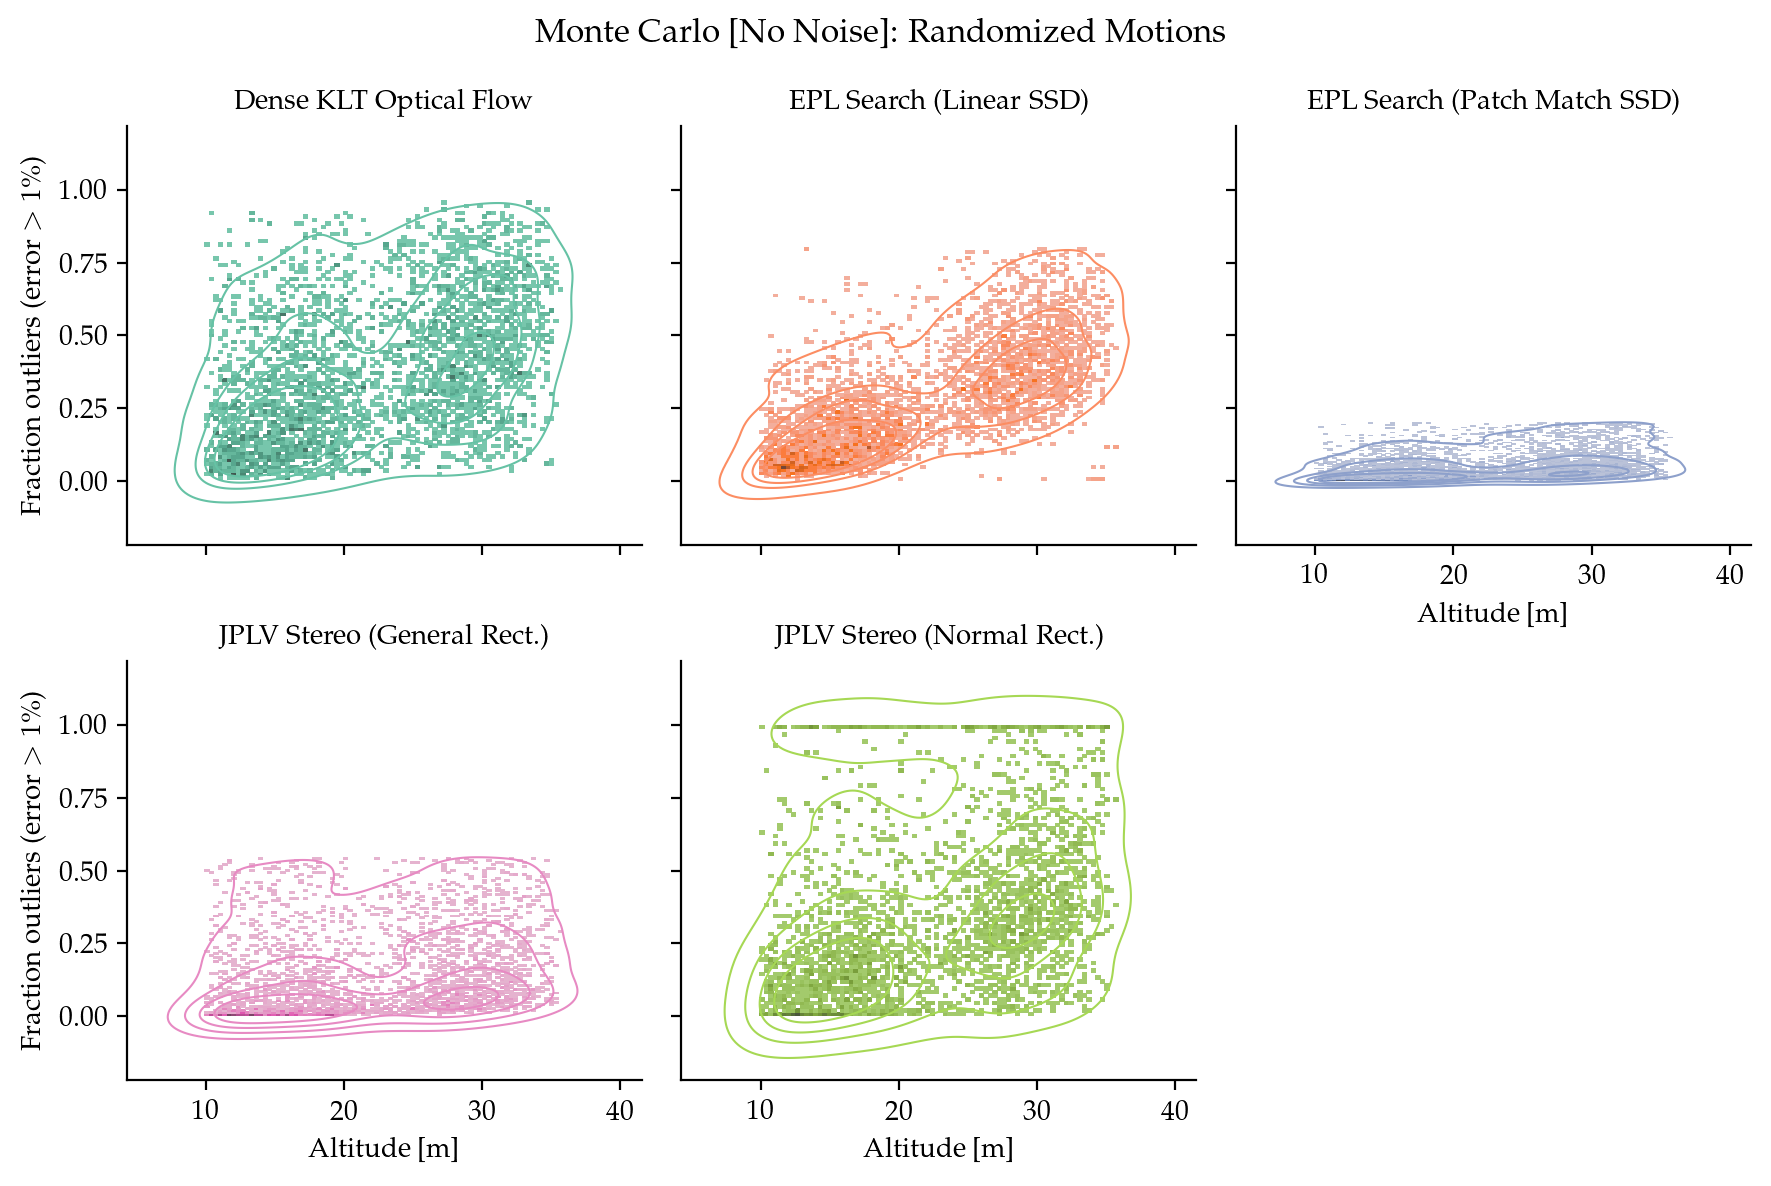 Monte Carlo [No Noise]: Randomized Motions
Dense KLT Optical Flow
EPL Search (Linear SSD)
EPL Search (Patch Match SSD)
Fraction outliers (error > 1%)
1.00
0.75
0.50
0.25
0.00
10 20 30 40
Altitude [m]
JPLV Stereo (General Rect.)
JPLV Stereo (Normal Rect.)
Fraction outliers (error > 1%)
1.00
0.75
0.50
0.25
0.00
10 20 30 40
10 20 30 40
Altitude [m]
Altitude [m]